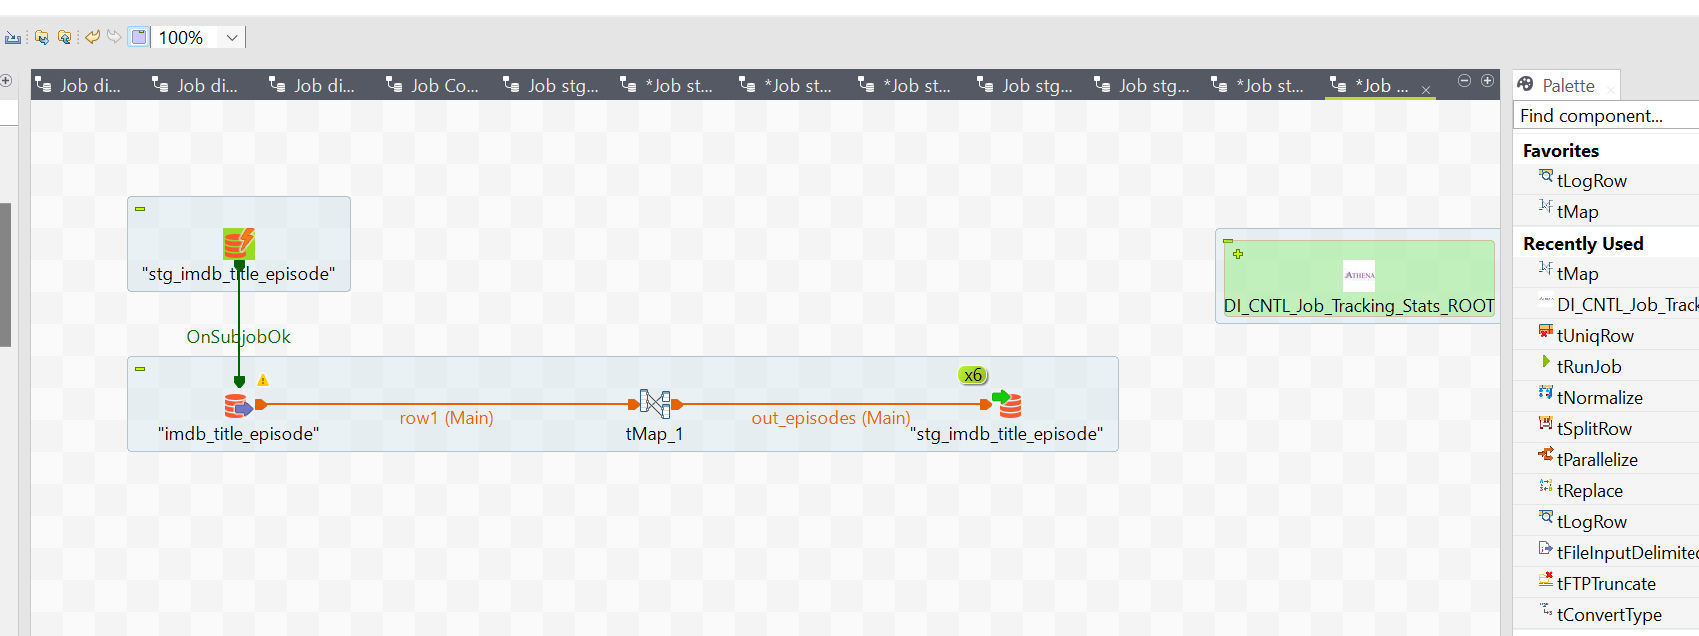 100%
Job di...
Job di...
Job di...
Job Co...
Job stg...
*Job st...
*Job st...
*Job st...
Job stg...
Job stg...
*Job st...
*Job ...
Palette
Find component...
Favorites
tLogRow
tMap
Recently Used
tMap
DI_CNTL_Job_Track
tUniqRow
tRunJob
tNormalize
tSplitRow
tParallelize
tReplace
tLogRow
tFileInputDelimited
tFTPTruncate
tConvertType
"stg_imdb_title_episode"
OnSubjobOk
"imdb_title_episode"
row1 (Main)
tMap_1
out_episodes (Main)
x6
"stg_imdb_title_episode"
ATHENA
DI_CNTL_Job_Tracking_Stats_ROOT